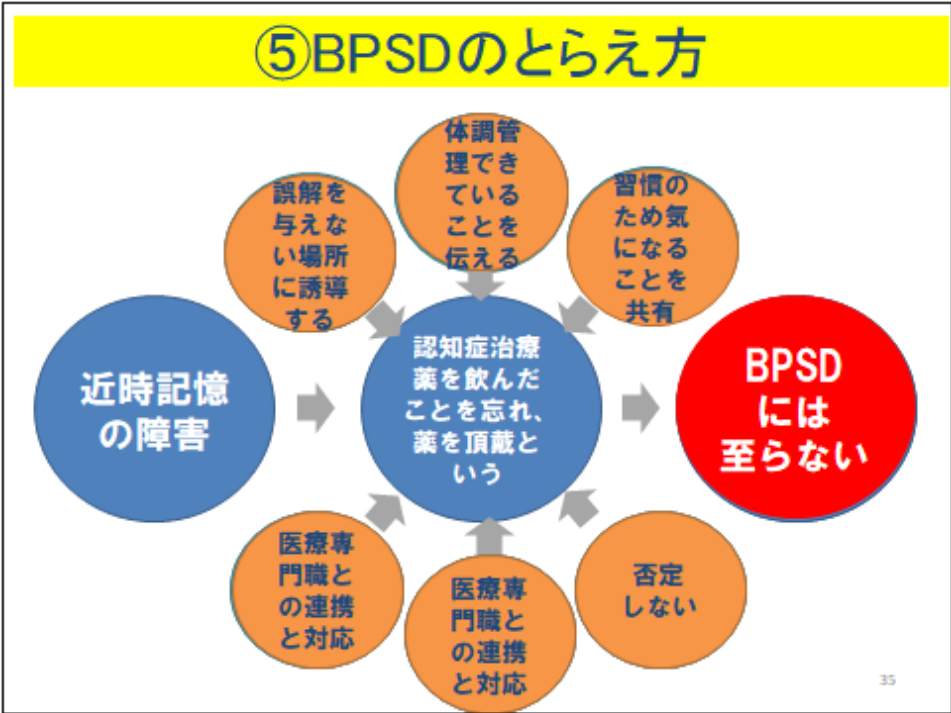 ⑤BPSDのとらえ方
体調管
理でき
ている
ことを
伝える
誤解を
与えな
い場所
に誘導
する
習慣の
ため気
になる
ことを
共有
近時記憶
の障害
認知症治療
薬を飲んだ
ことを忘れ、
薬を頂戴と
いう
BPSD
には
至らない
医療専
門職と
の連携
と対応
医療専
門職と
の連携
と対応
否定
しない
35